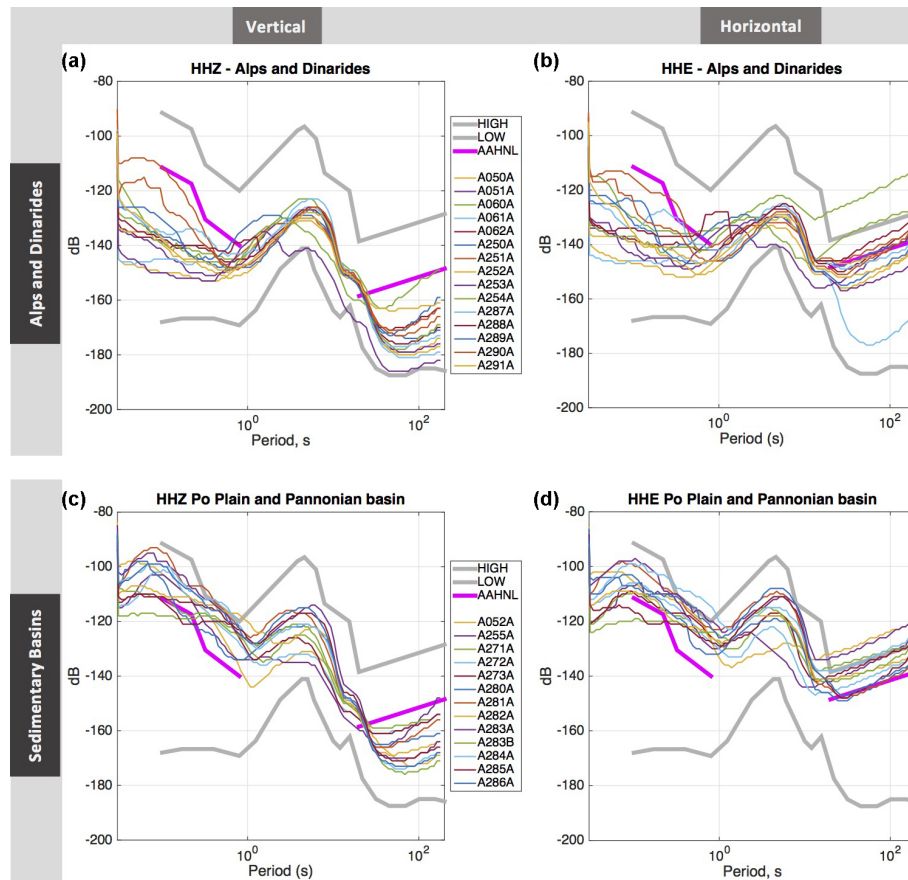 Vertical
Horizontal
Alps and Dinarides
Sedimentary Basins
(a)
HHZ - Alps and Dinarides
-80
-100
-120
-140
-160
-180
-200
dB
10^0
10^2
Period, s
HIGH
LOW
AAHNL
A050A
A051A
A060A
A061A
A062A
A250A
A251A
A252A
A253A
A254A
A287A
A288A
A289A
A290A
A291A
(b)
HHE - Alps and Dinarides
-80
-100
-120
-140
-160
-180
-200
dB
10^0
10^2
Period (s)
(c)
HHZ Po Plain and Pannonian basin
-80
-100
-120
-140
-160
-180
-200
dB
10^0
10^2
Period (s)
HIGH
LOW
AAHNL
A052A
A255A
A271A
A272A
A273A
A280A
A281A
A282A
A283A
A283B
A284A
A285A
A286A
(d)
HHE Po Plain and Pannonian basin
-80
-100
-120
-140
-160
-180
-200
dB
10^0
10^2
Period, s